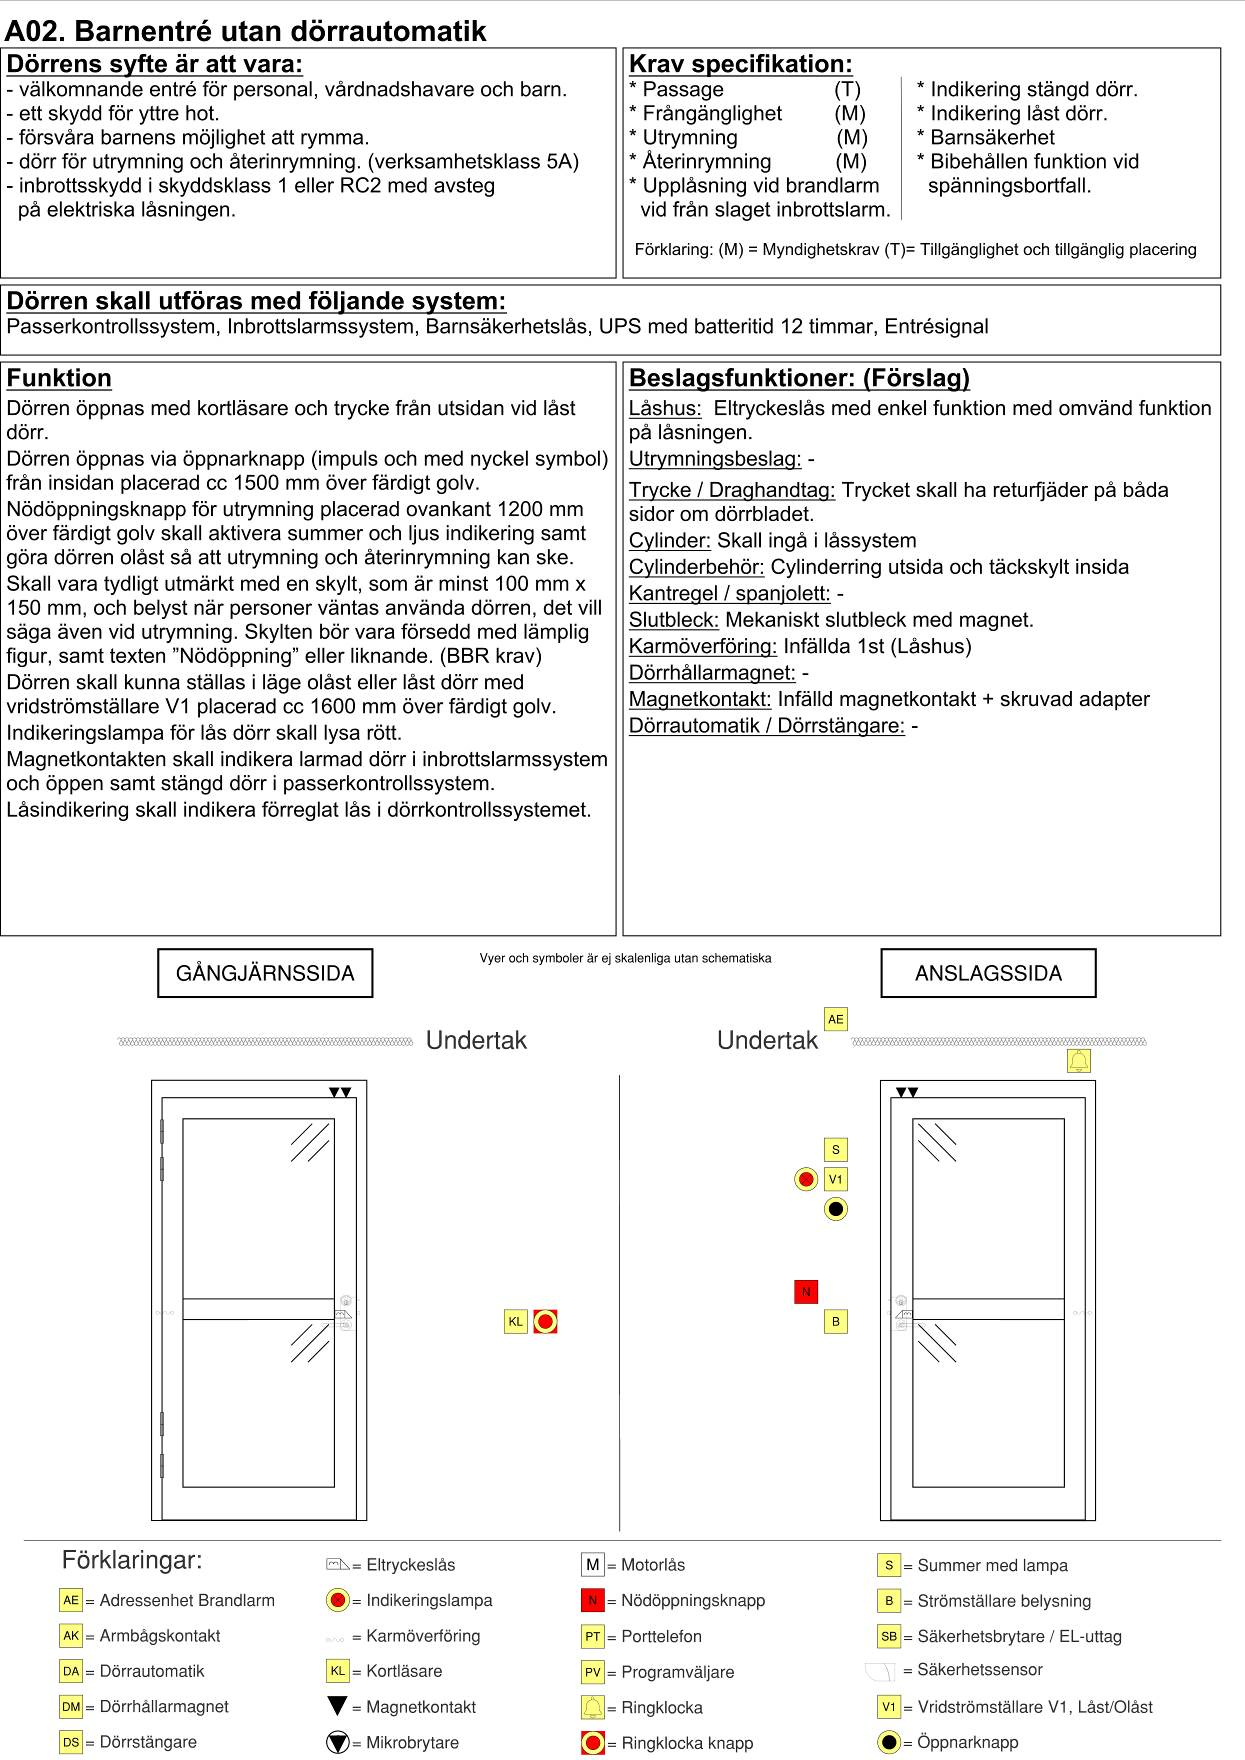 A02. Barnentré utan dörrautomatik
Dörrens syfte är att vara:
- välkomnande entré för personal, vårdnadshavare och barn.
- ett skydd för yttre hot.
- försvåra barnens möjlighet att rymma.
- dörr för utrymning och återinrymning. (verksamhetsklass 5A)
- inbrottsskydd i skyddsklass 1 eller RC2 med avsteg
på elektriska låsningen.
Krav specifikation:
* Passage (T)
* Frångänglighet (M)
* Utrymning (M)
* Återinrymning (M)
* Upplåsning vid brandlarm
vid från slaget inbrottslarm.
* Indikering stängd dörr.
* Indikering låst dörr.
* Barnsäkerhet
* Bibehållen funktion vid
spänningsbortfall.
Förklaring: (M) = Myndighetskrav (T)= Tillgänglighet och tillgänglig placering
Dörren skall utföras med följande system:
Passerkontrollssystem, Inbrottslarmssystem, Barnsäkerhetslås, UPS med batteritid 12 timmar, Entrésignal
Funktion
Dörren öppnas med kortläsare och trycke från utsidan vid låst
dörr.
Dörren öppnas via öppnarknapp (impuls och med nyckel symbol)
från insidan placerad cc 1500 mm över färdigt golv.
Nödöppningsknapp för utrymning placerad ovankant 1200 mm
över färdigt golv skall aktivera summer och ljus indikering samt
göra dörren olåst så att utrymning och återinrymning kan ske.
Skall vara tydligt utmärkt med en skylt, som är minst 100 mm x
150 mm, och belyst när personer väntas använda dörren, det vill
säga även vid utrymning. Skylten bör vara försedd med lämplig
figur, samt texten ”Nödöppning” eller liknande. (BBR krav)
Dörren skall kunna ställas i läge olåst eller låst dörr med
vridströmställare V1 placerad cc 1600 mm över färdigt golv.
Indikeringslampa för lås dörr skall lysa rött.
Magnetkontakten skall indikera larmad dörr i inbrottslarmssystem
och öppen samt stängd dörr i passerkontrollssystem.
Låsindikering skall indikera förreglat lås i dörrkontrollssystemet.
Beslagsfunktioner: (Förslag)
Låshus: Eltryckeslås med enkel funktion med omvänd funktion
på låsningen.
Utrymningsbeslag: -
Trycke / Draghandtag: Trycket skall ha returfjäder på båda
sidor om dörrbladet.
Cylinder: Skall ingå i låssystem
Cylinderbehör: Cylinderring utsida och täckskylt insida
Kantregel / spanjolett: -
Slutbleck: Mekaniskt slutbleck med magnet.
Karmöverföring: Infällda 1st (Låshus)
Dörrhållarmagnet: -
Magnetkontakt: Infälld magnetkontakt + skruvad adapter
Dörrautomatik / Dörrstängare: -
GÅNGJÄRNSSIDA
Vyer och symboler är ej skalenliga utan schematiska
ANSLAGSSIDA
Undertak
Undertak
AE
S
V1
N
KL
B
Förklaringar:
AE = Adressenhet Brandlarm
AK = Armbågskontakt
DA = Dörrautomatik
DM = Dörrhållarmagnet
DS = Dörrstängare
= Eltryckeslås
= Indikeringslampa
= Karmöverföring
KL = Kortläsare
= Magnetkontakt
= Mikrobrytare
M = Motorlås
N = Nödöppningsknapp
PT = Porttelefon
PV = Programväljare
= Ringklocka
= Ringklocka knapp
S = Summer med lampa
B = Strömställare belysning
SB = Säkerhetsbrytare / EL-uttag
= Säkerhetssensor
V1 = Vridströmställare V1, Låst/Olåst
= Öppnarknapp